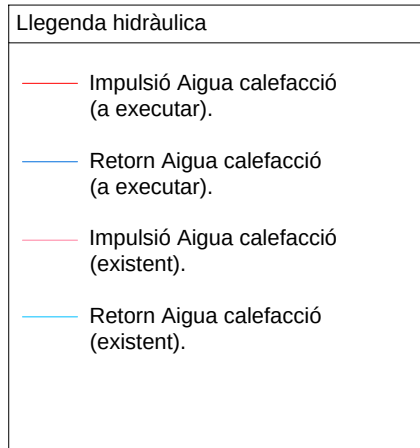 Llegenda hidràulica
Impulsió Aigua calefacció
(a executar).
Retorn Aigua calefacció
(a executar).
Impulsió Aigua calefacció
(existent).
Retorn Aigua calefacció
(existent).